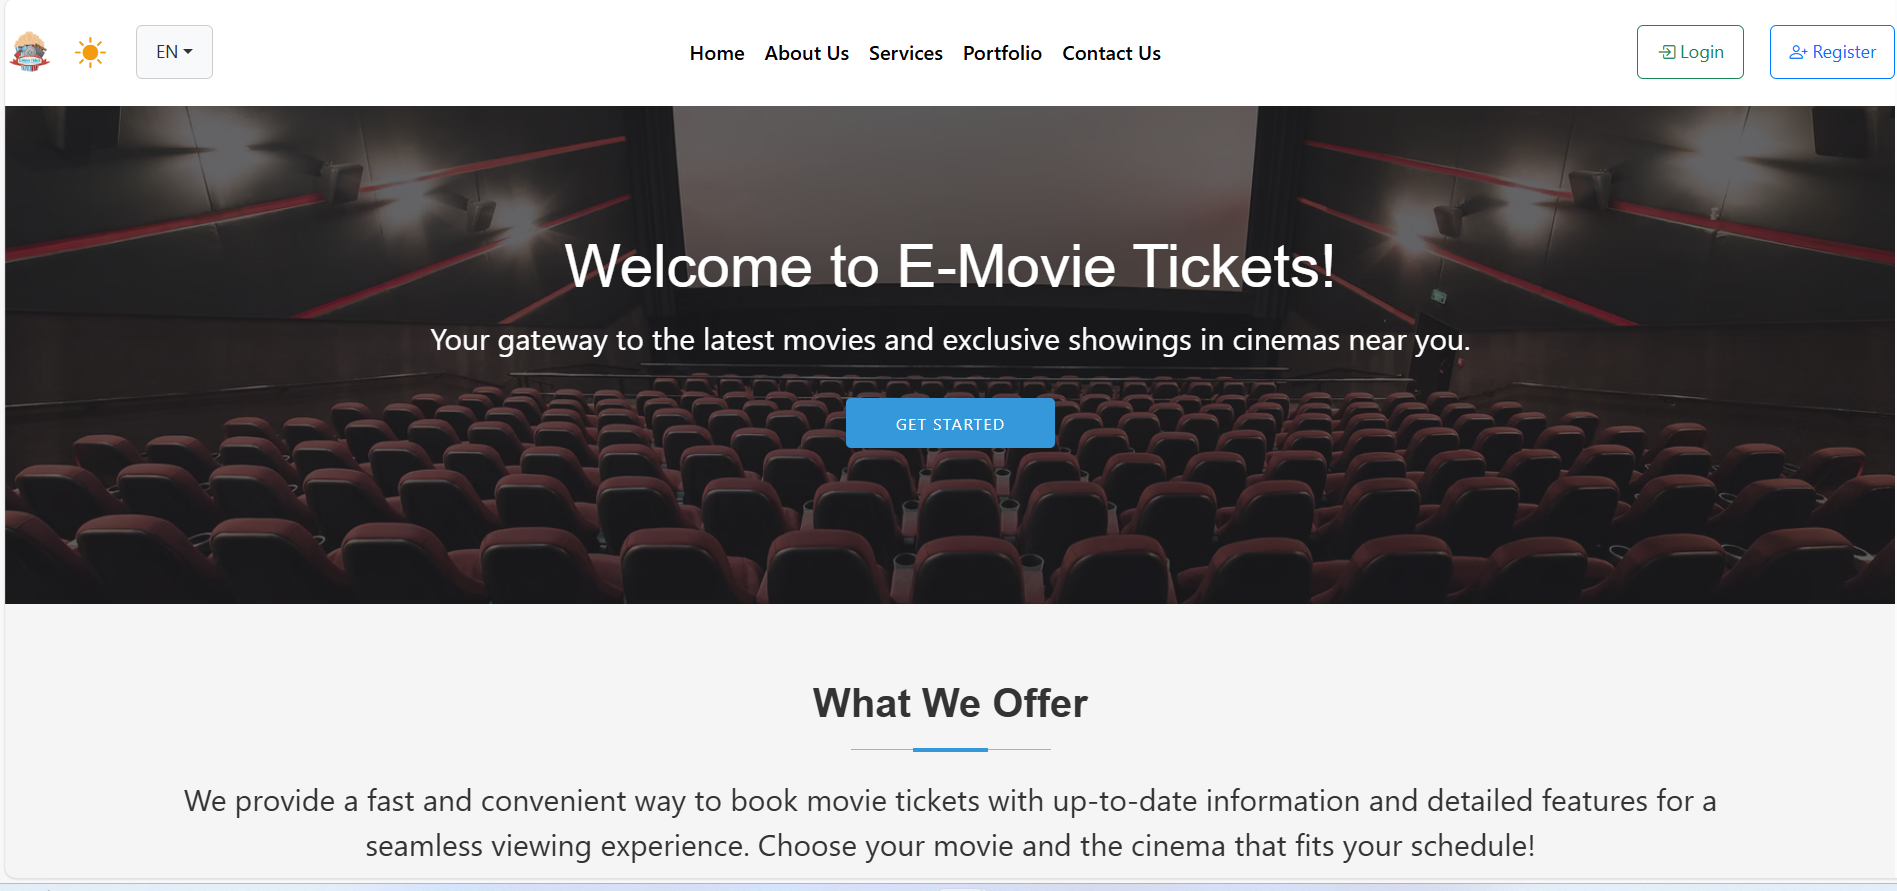 EN
Home About Us Services Portfolio Contact Us
Login
Register
Welcome to E-Movie Tickets!
Your gateway to the latest movies and exclusive showings in cinemas near you.
GET STARTED
What We Offer
We provide a fast and convenient way to book movie tickets with up-to-date information and detailed features for a
seamless viewing experience. Choose your movie and the cinema that fits your schedule!